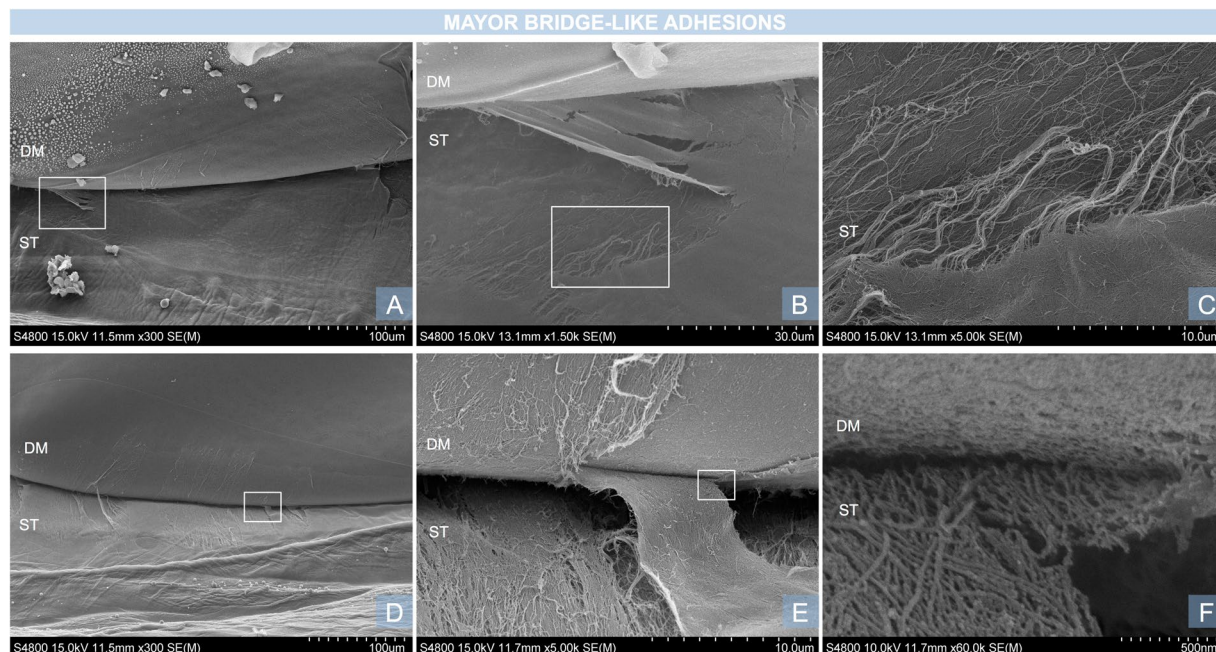 MAYOR BRIDGE-LIKE ADHESIONS
DM
ST
A
S4800 15.0kV 11.5mm x300 SE(M) 100um
DM
ST
B
S4800 15.0kV 13.1mm x1.50k SE(M) 30.0um
ST
C
S4800 15.0kV 13.1mm x5.00k SE(M) 10.0um
DM
ST
D
S4800 15.0kV 11.5mm x300 SE(M) 100um
DM
ST
E
S4800 15.0kV 11.7mm x5.00k SE(M) 10.0um
DM
ST
F
S4800 10.0kV 11.7mm x60.0k SE(M) 500nm